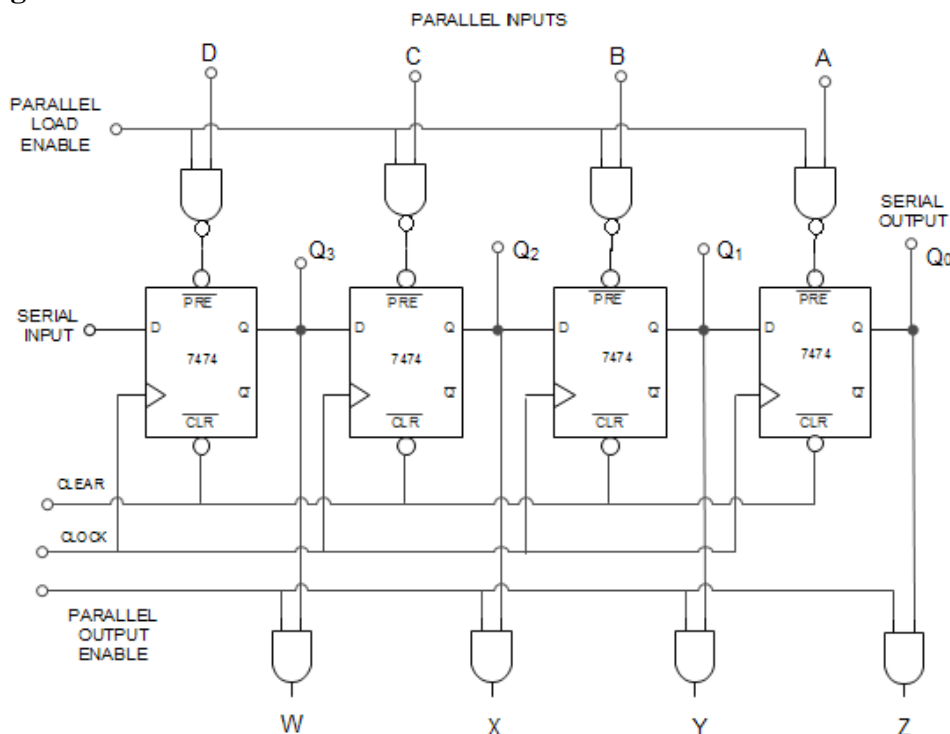 PARALLEL INPUTS
D C B A
PARALLEL
LOAD
ENABLE
SERIAL
OUTPUT
Q3 Q2 Q1 Q0
PRE PRE PRE PRE
SERIAL
INPUT
D Q D Q D Q D Q
7474 7474 7474 7474
Q Q Q Q
CLR CLR CLR CLR
CLEAR
CLOCK
PARALLEL
OUTPUT
ENABLE
W X Y Z